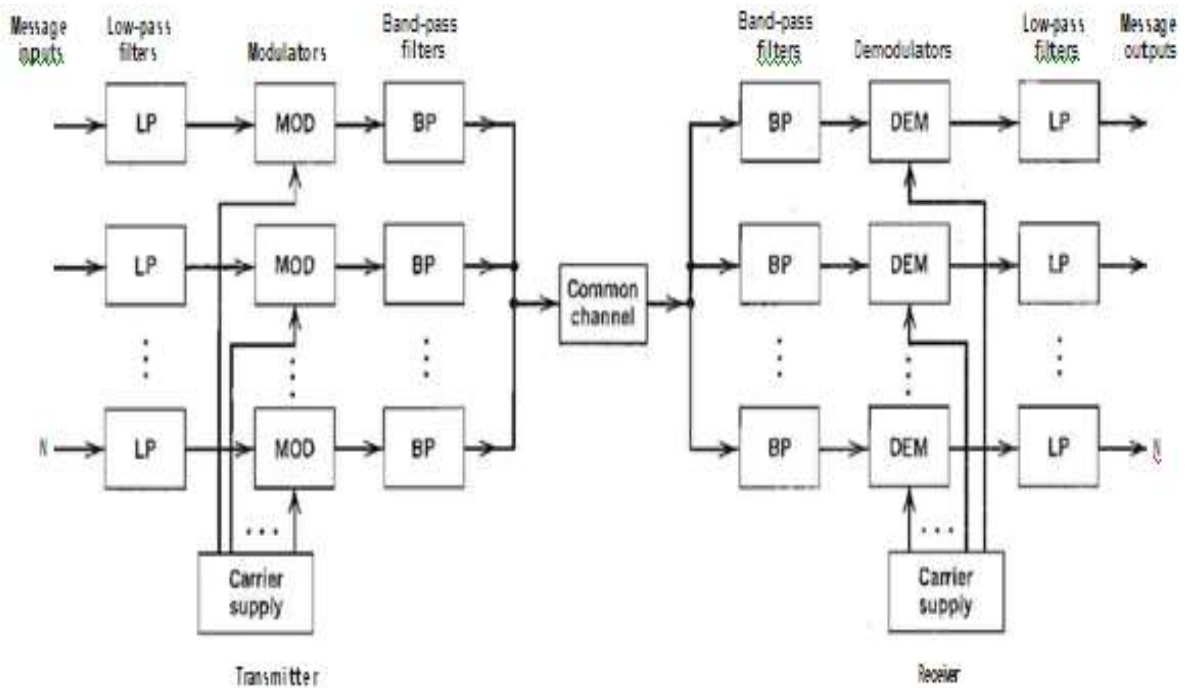 Message
inputs
Low-pass
filters
Modulators
Band-pass
filters
Band-pass
filters
Demodulators
Low-pass
filters
Message
outputs
LP
MOD
BP
BP
DEM
LP
LP
MOD
BP
Common
channel
BP
DEM
LP
N
LP
MOD
BP
BP
DEM
LP
N
Carrier
supply
Carrier
supply
Transmitter
Receiver